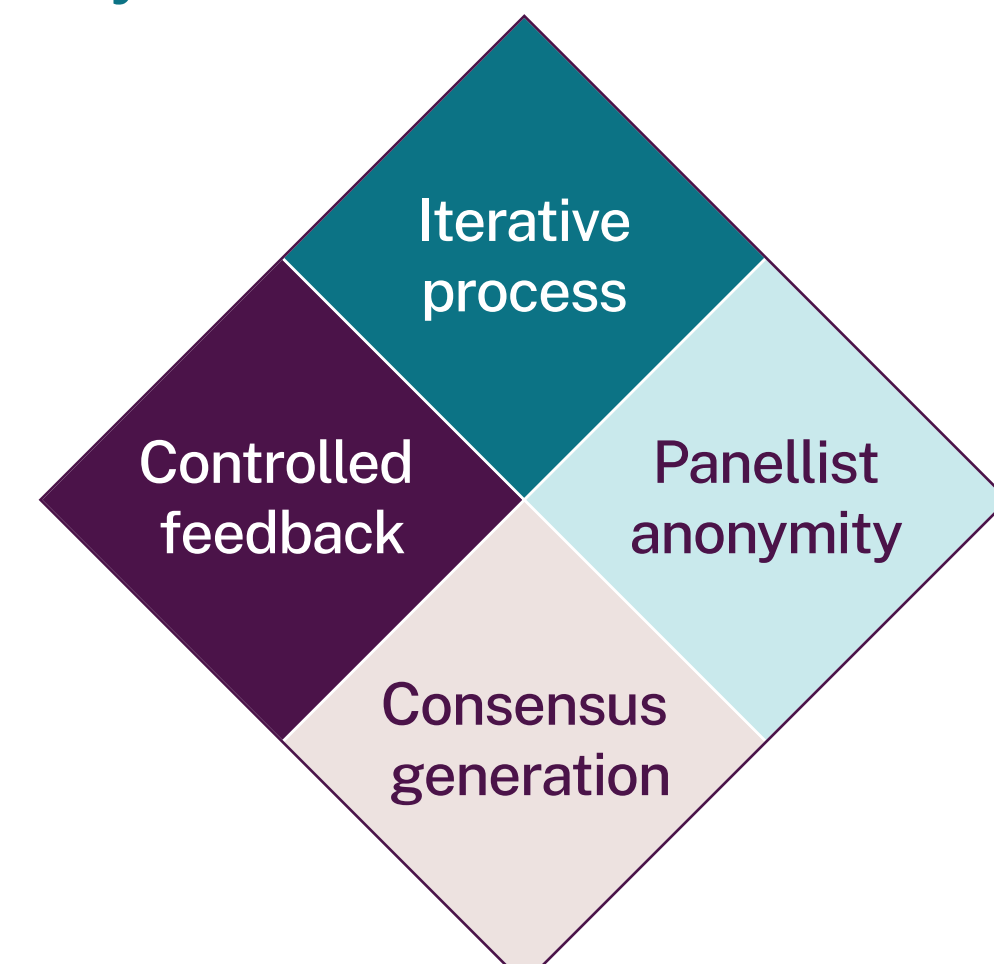 Iterative
process
Controlled
feedback
Panellist
anonymity
Consensus
generation